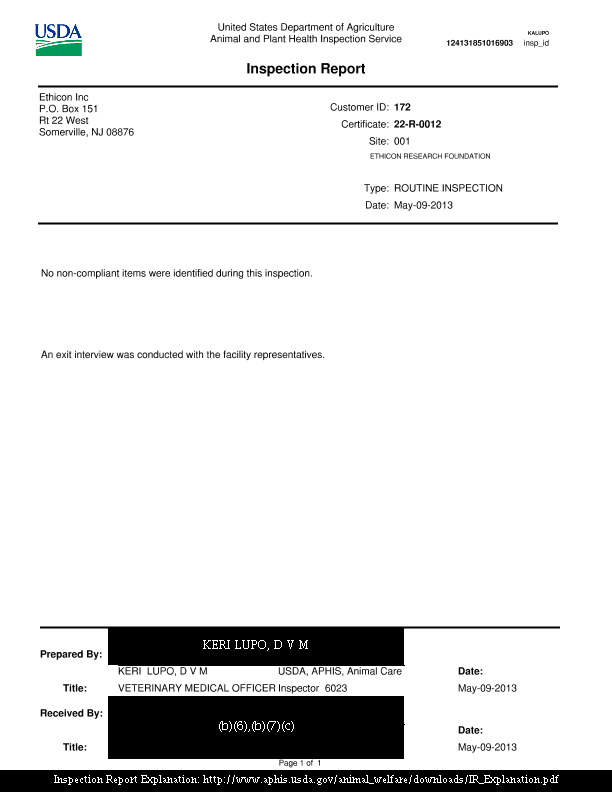 USDA
United States Department of Agriculture
Animal and Plant Health Inspection Service
KALUPO
124131851016903 insp_id
Inspection Report
Ethicon Inc
P.O. Box 151
Rt 22 West
Somerville, NJ 08876
Customer ID: 172
Certificate: 22-R-0012
Site: 001
ETHICON RESEARCH FOUNDATION
Type: ROUTINE INSPECTION
Date: May-09-2013
No non-compliant items were identified during this inspection.
An exit interview was conducted with the facility representatives.
KERI LUPO, D V M
Prepared By:
KERI LUPO, D V M USDA, APHIS, Animal Care Date:
Title: VETERINARY MEDICAL OFFICER Inspector 6023 May-09-2013
Received By:
(b)(6),(b)(7)(c)
Date:
Title: May-09-2013
Page 1 of 1
Inspection Report Explanation: http://www.aphis.usda.gov/animal_welfare/downloads/IR_Explanation.pdf